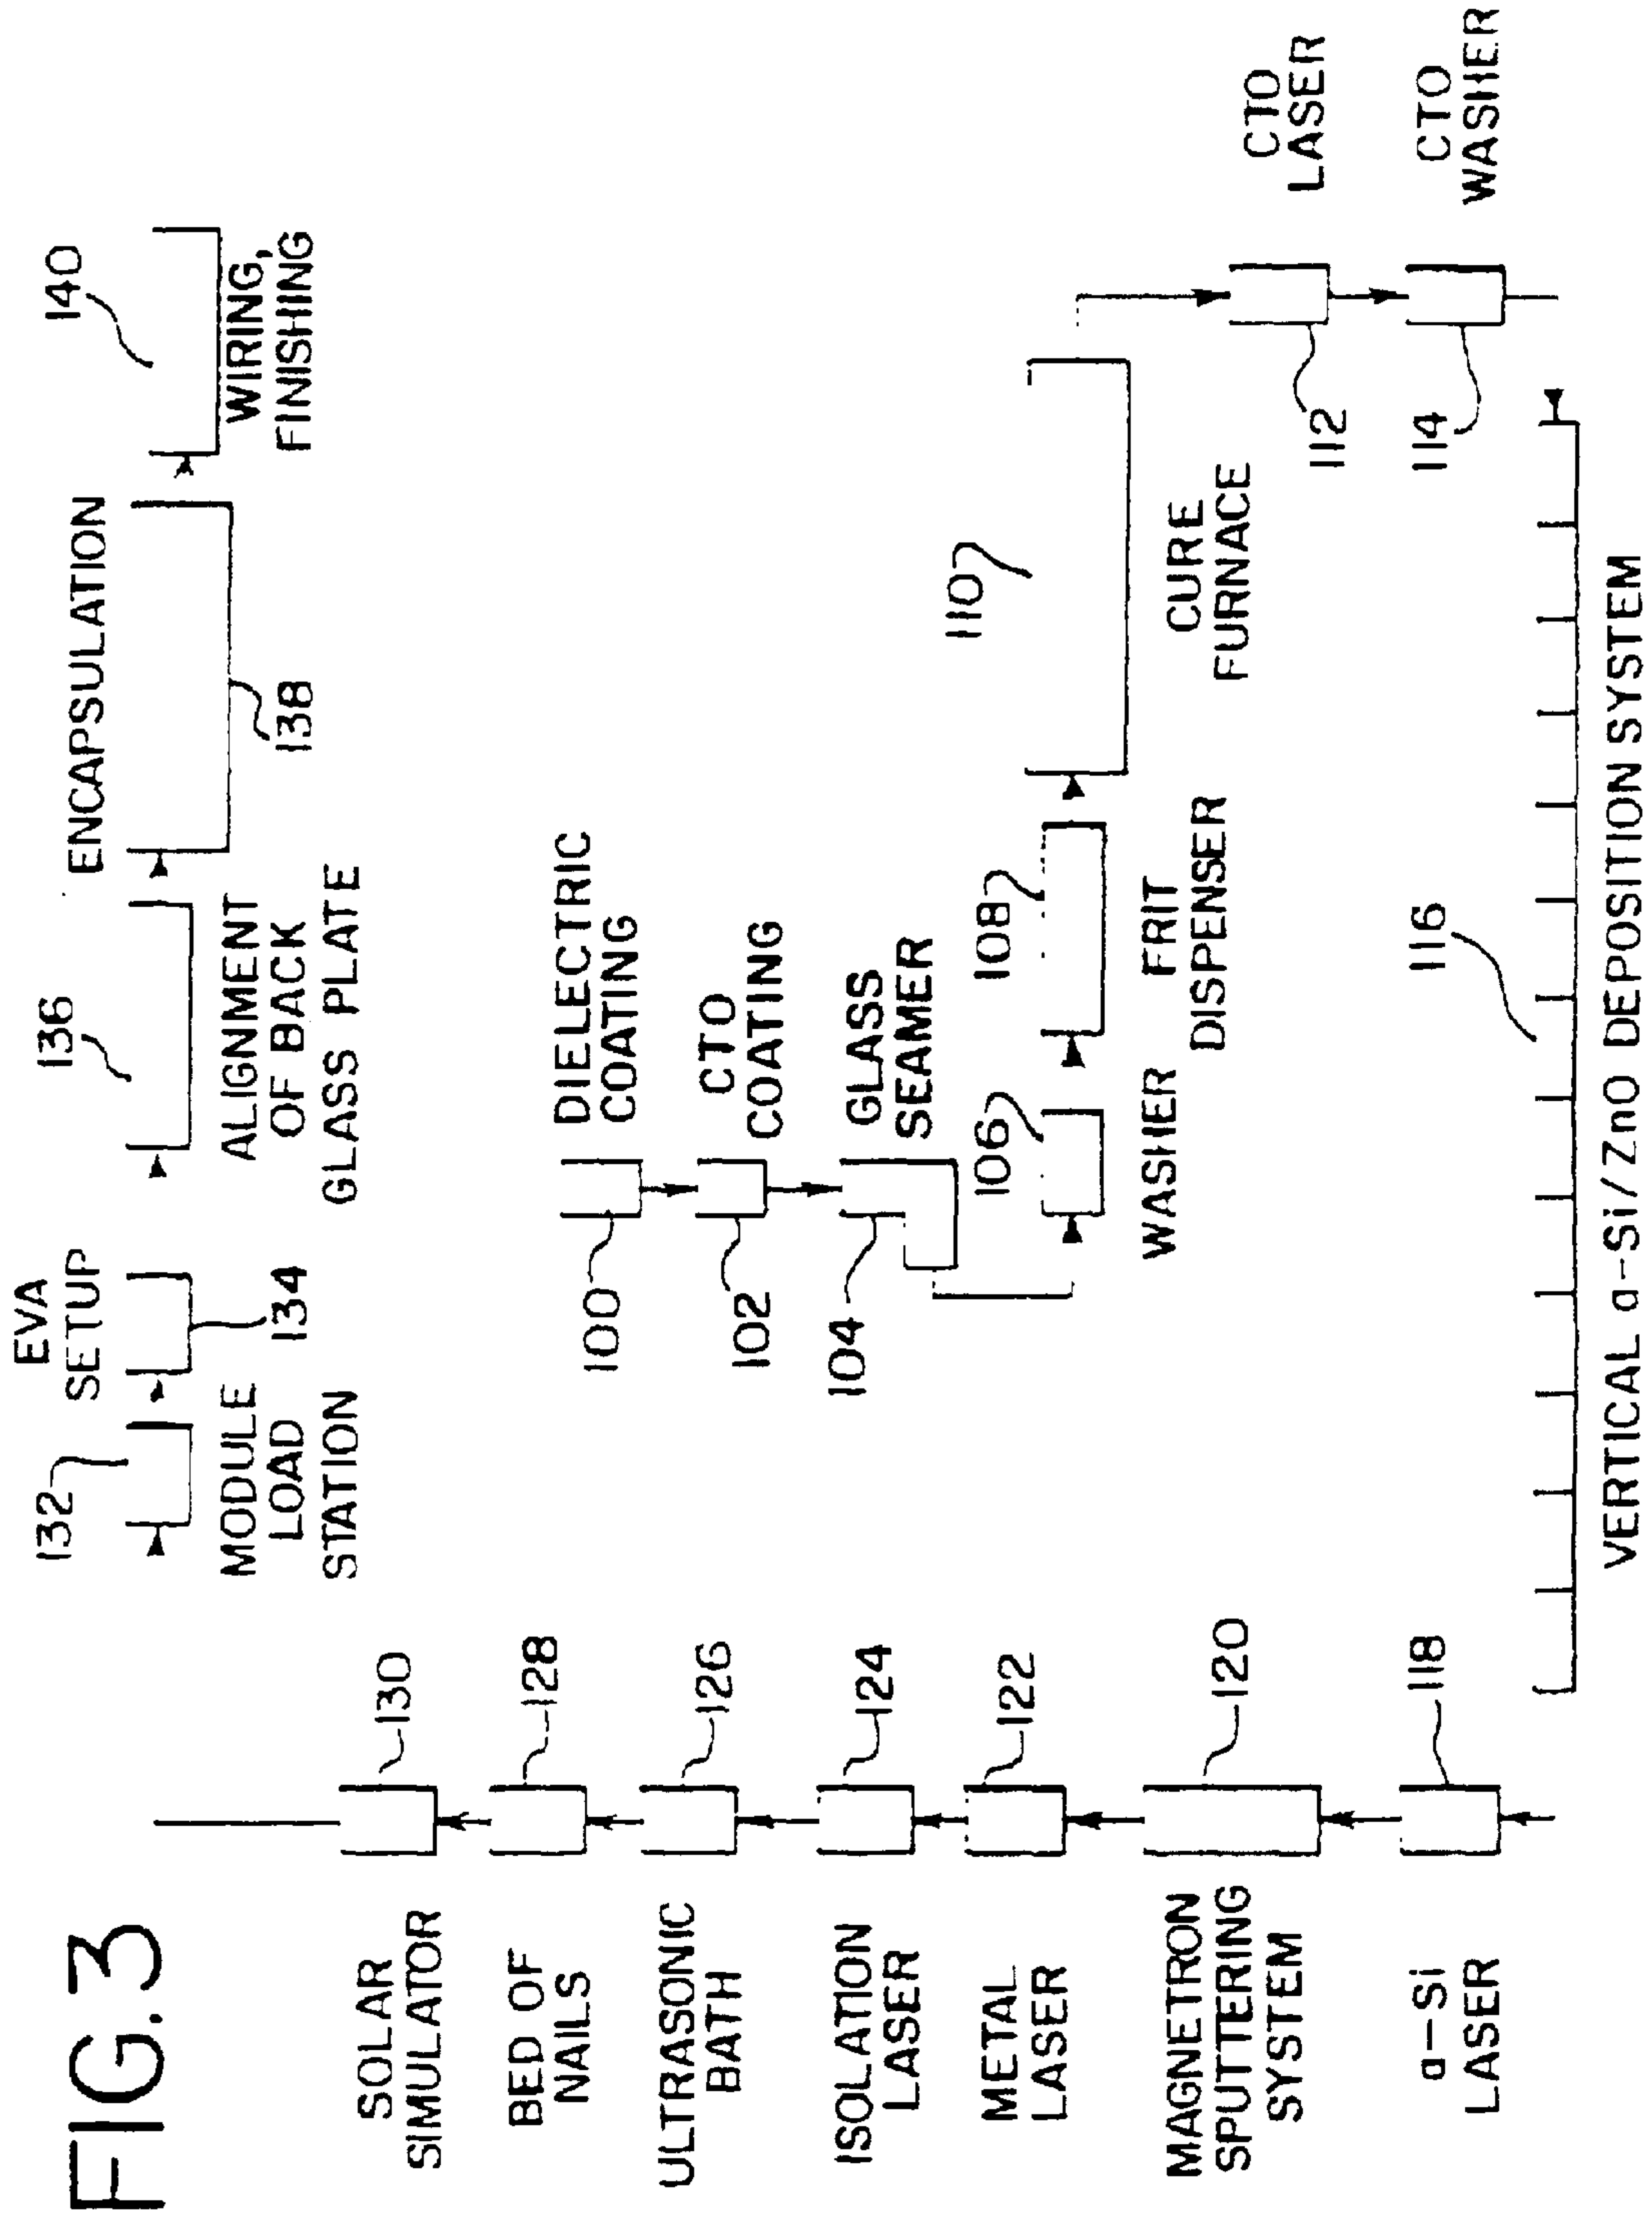 FIG.3
132
MODULE
LOAD
STATION
EVA
SETUP
134
136
ALIGNMENT
OF BACK
GLASS PLATE
ENCAPSULATION
138
140
WIRING,
FINISHING
SOLAR
SIMULATOR
130
BED OF
NAILS
128
ULTRASONIC
BATH
126
ISOLATION
LASER
124
METAL
LASER
122
MAGNETRON
SPUTTERING
SYSTEM
120
a-Si
LASER
118
100
DIELECTRIC
COATING
102
CTO
COATING
104
GLASS
SEAMER
106
WASHER
108
FRIT
DISPENSER
110
CURE
FURNACE
CTO
LASER
112
CTO
WASHER
114
116
VERTICAL a-Si/ZnO DEPOSITION SYSTEM